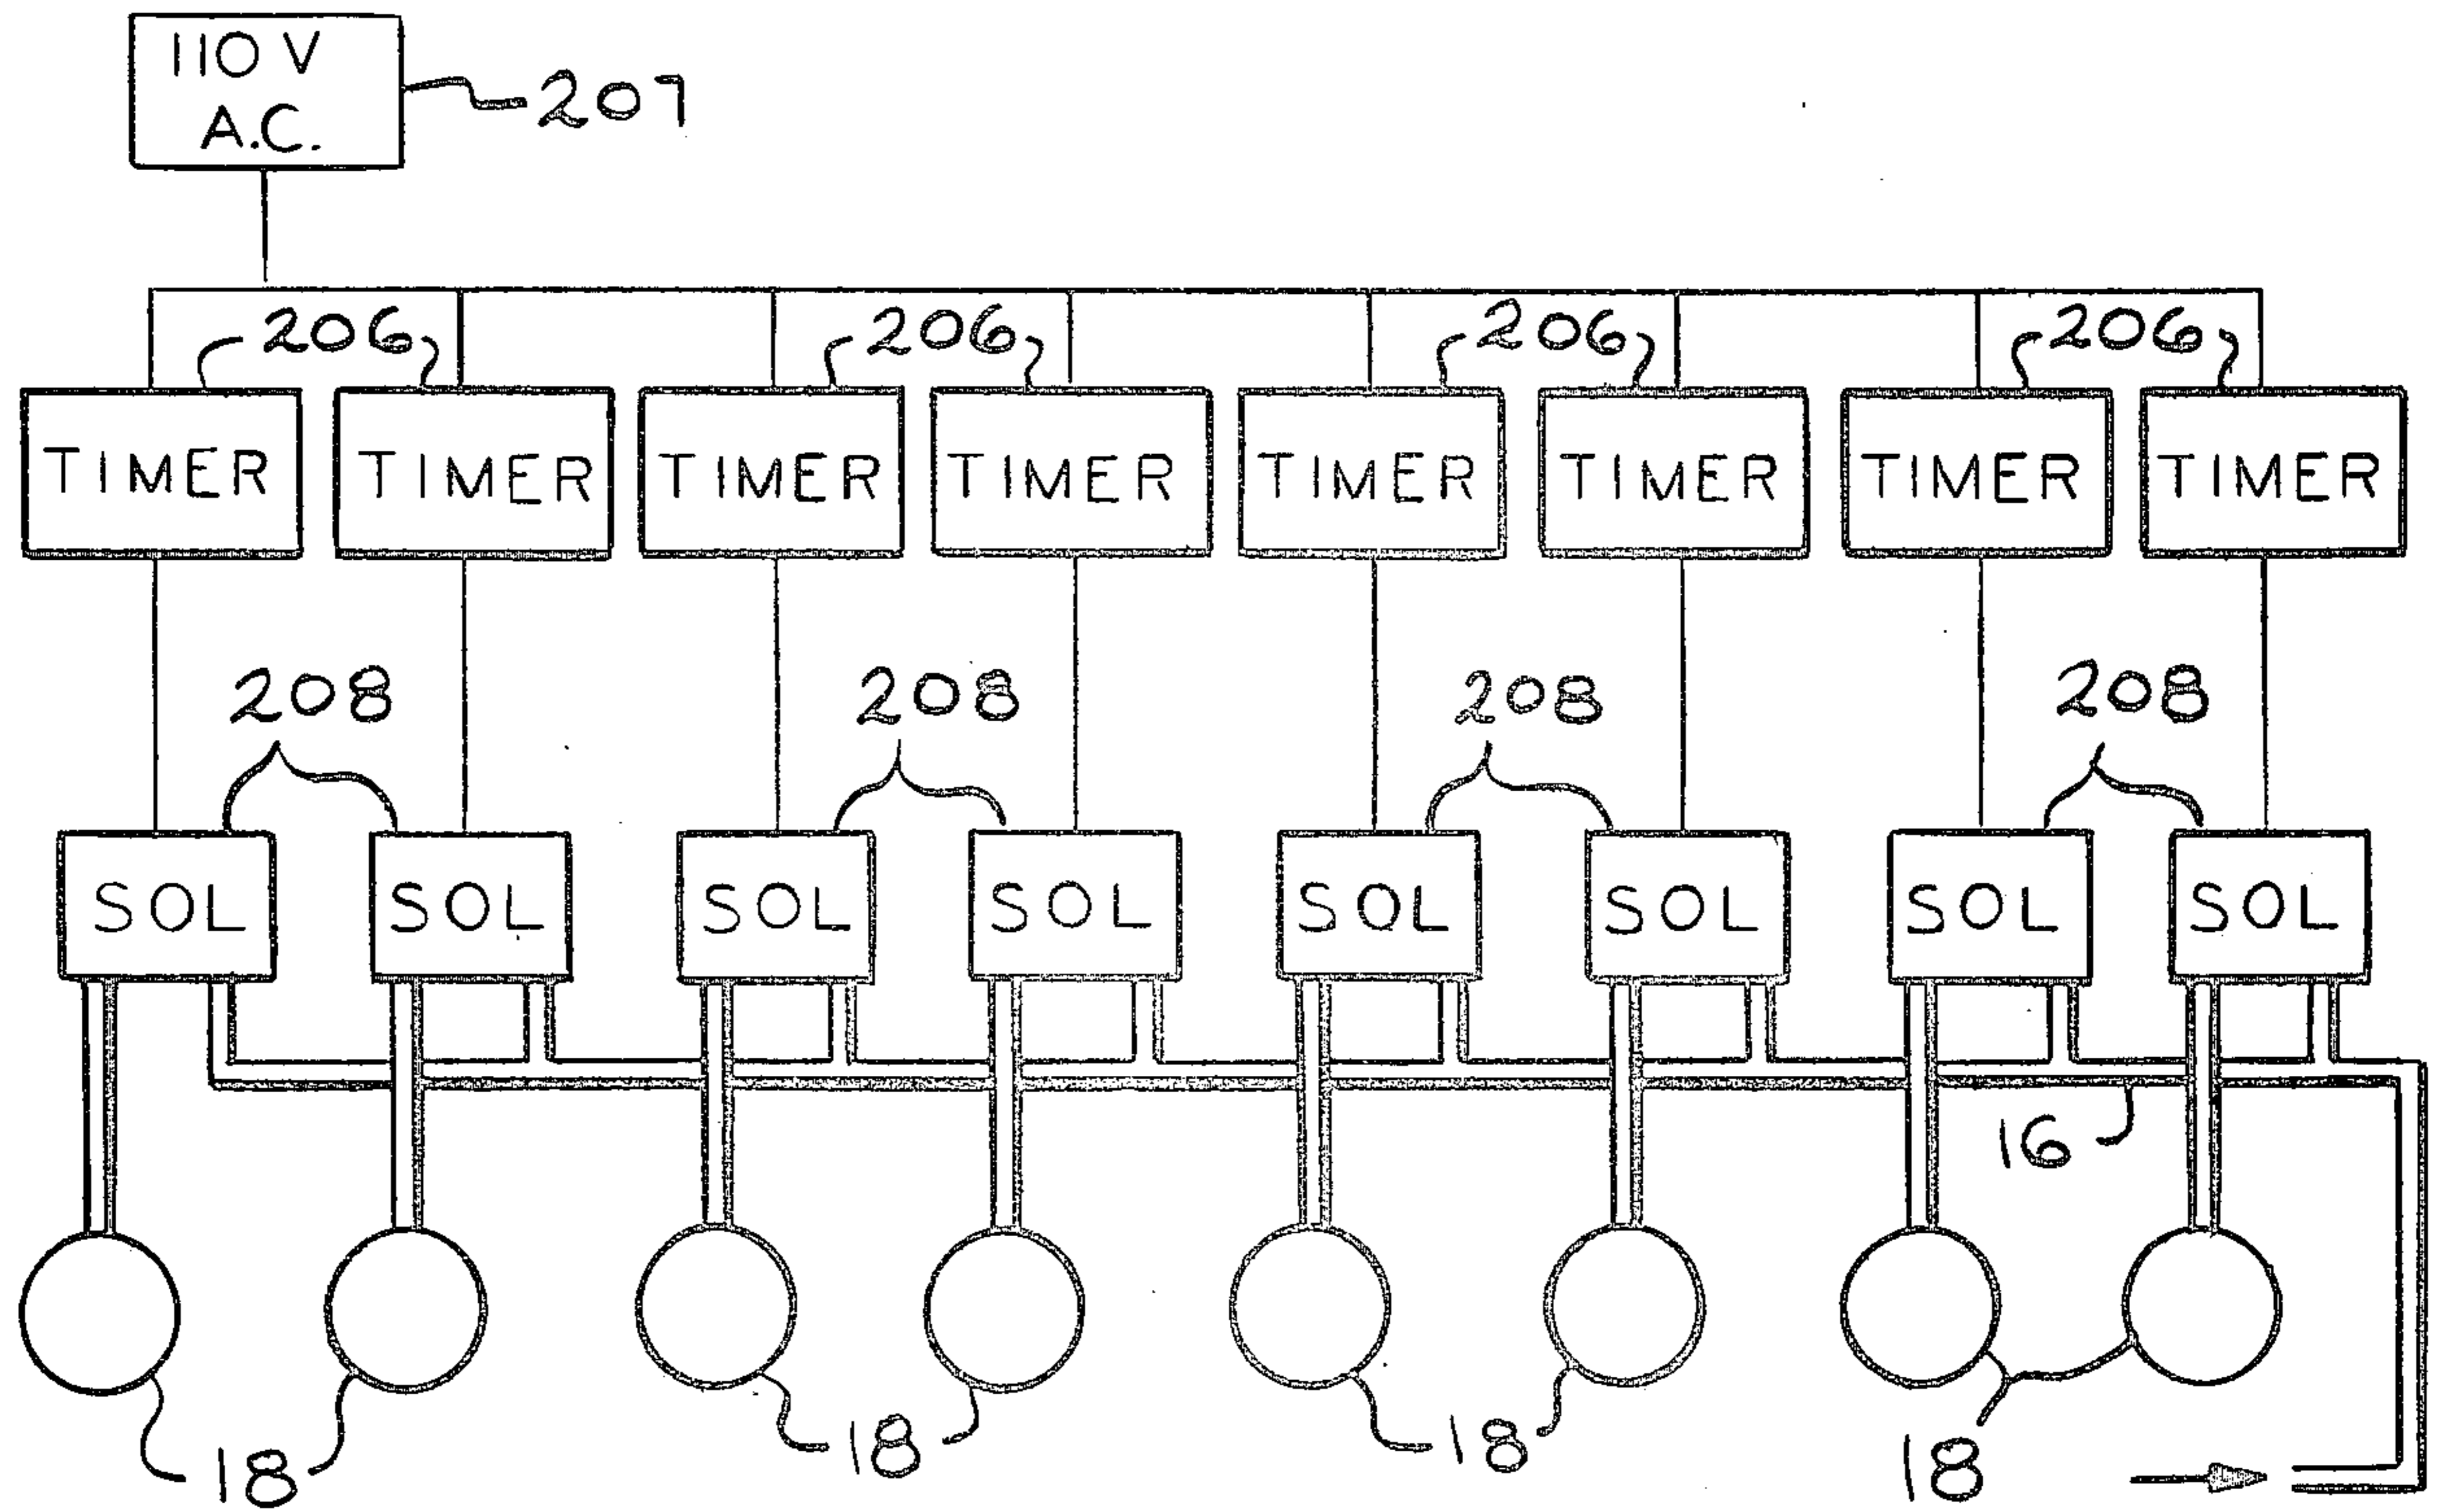 110 V
A.C.
207
206 206 206 206
TIMER TIMER TIMER TIMER TIMER TIMER TIMER TIMER
208 208 208 208
SOL SOL SOL SOL SOL SOL SOL SOL
16
18 18 18 18